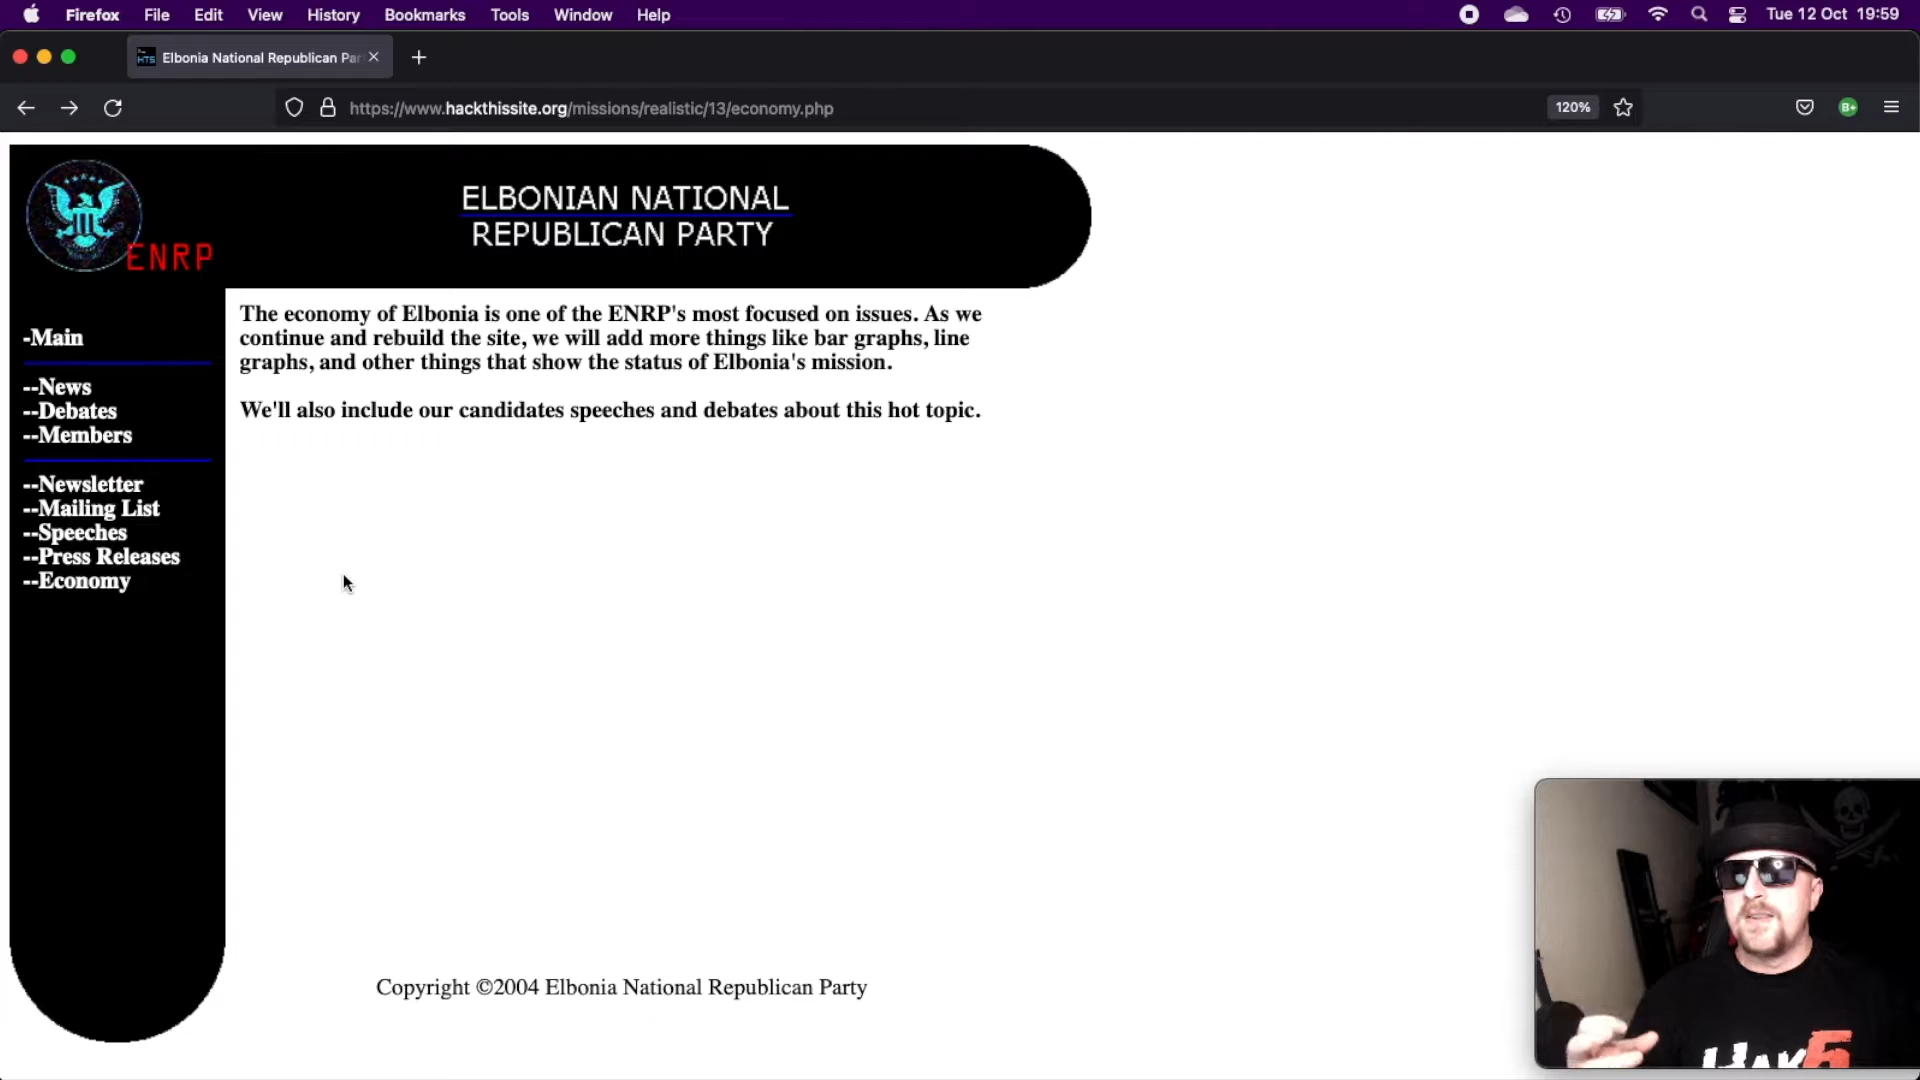 Firefox File Edit View History Bookmarks Tools Window Help Tue 12 Oct 19:59
HTS Elbonia National Republican Par
https://www.hackthissite.org/missions/realistic/13/economy.php 120% B+
ENRP
ELBONIAN NATIONAL
REPUBLICAN PARTY
-Main
--News
--Debates
--Members
--Newsletter
--Mailing List
--Speeches
--Press Releases
--Economy
The economy of Elbonia is one of the ENRP's most focused on issues. As we
continue and rebuild the site, we will add more things like bar graphs, line
graphs, and other things that show the status of Elbonia's mission.
We'll also include our candidates speeches and debates about this hot topic.
Copyright ©2004 Elbonia National Republican Party
HAK5